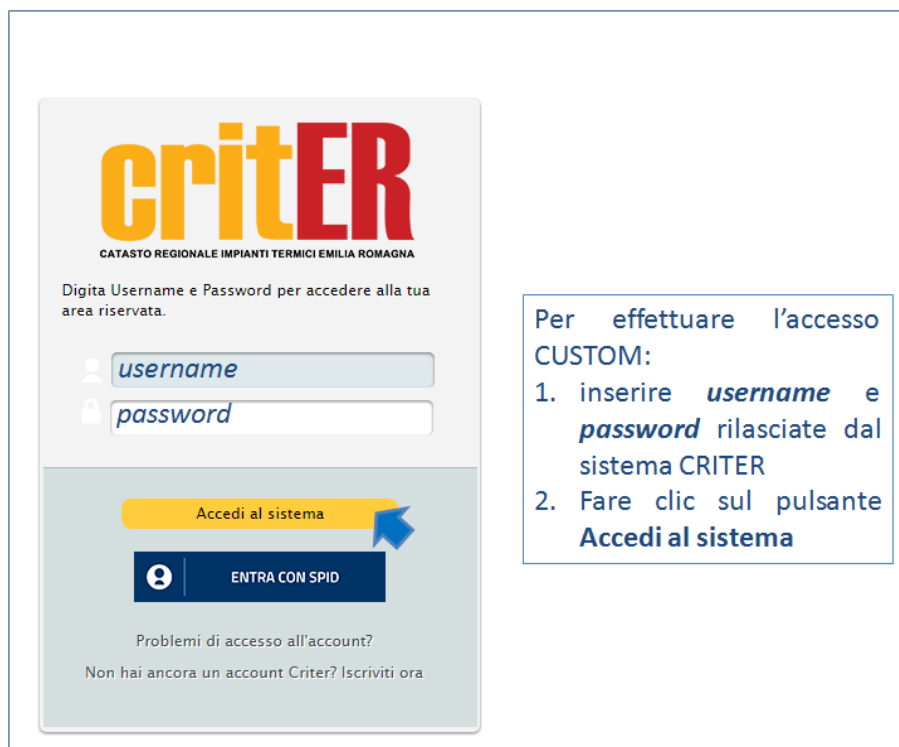 critER
CATASTO REGIONALE IMPIANTI TERMICI EMILIA ROMAGNA
Digita Username e Password per accedere alla tua
area riservata.
username
password
Accedi al sistema
ENTRA CON SPID
Problemi di accesso all'account?
Non hai ancora un account Criter? Iscriviti ora
Per effettuare l’accesso
CUSTOM:
1. inserire username e
password rilasciate dal
sistema CRITER
2. Fare clic sul pulsante
Accedi al sistema